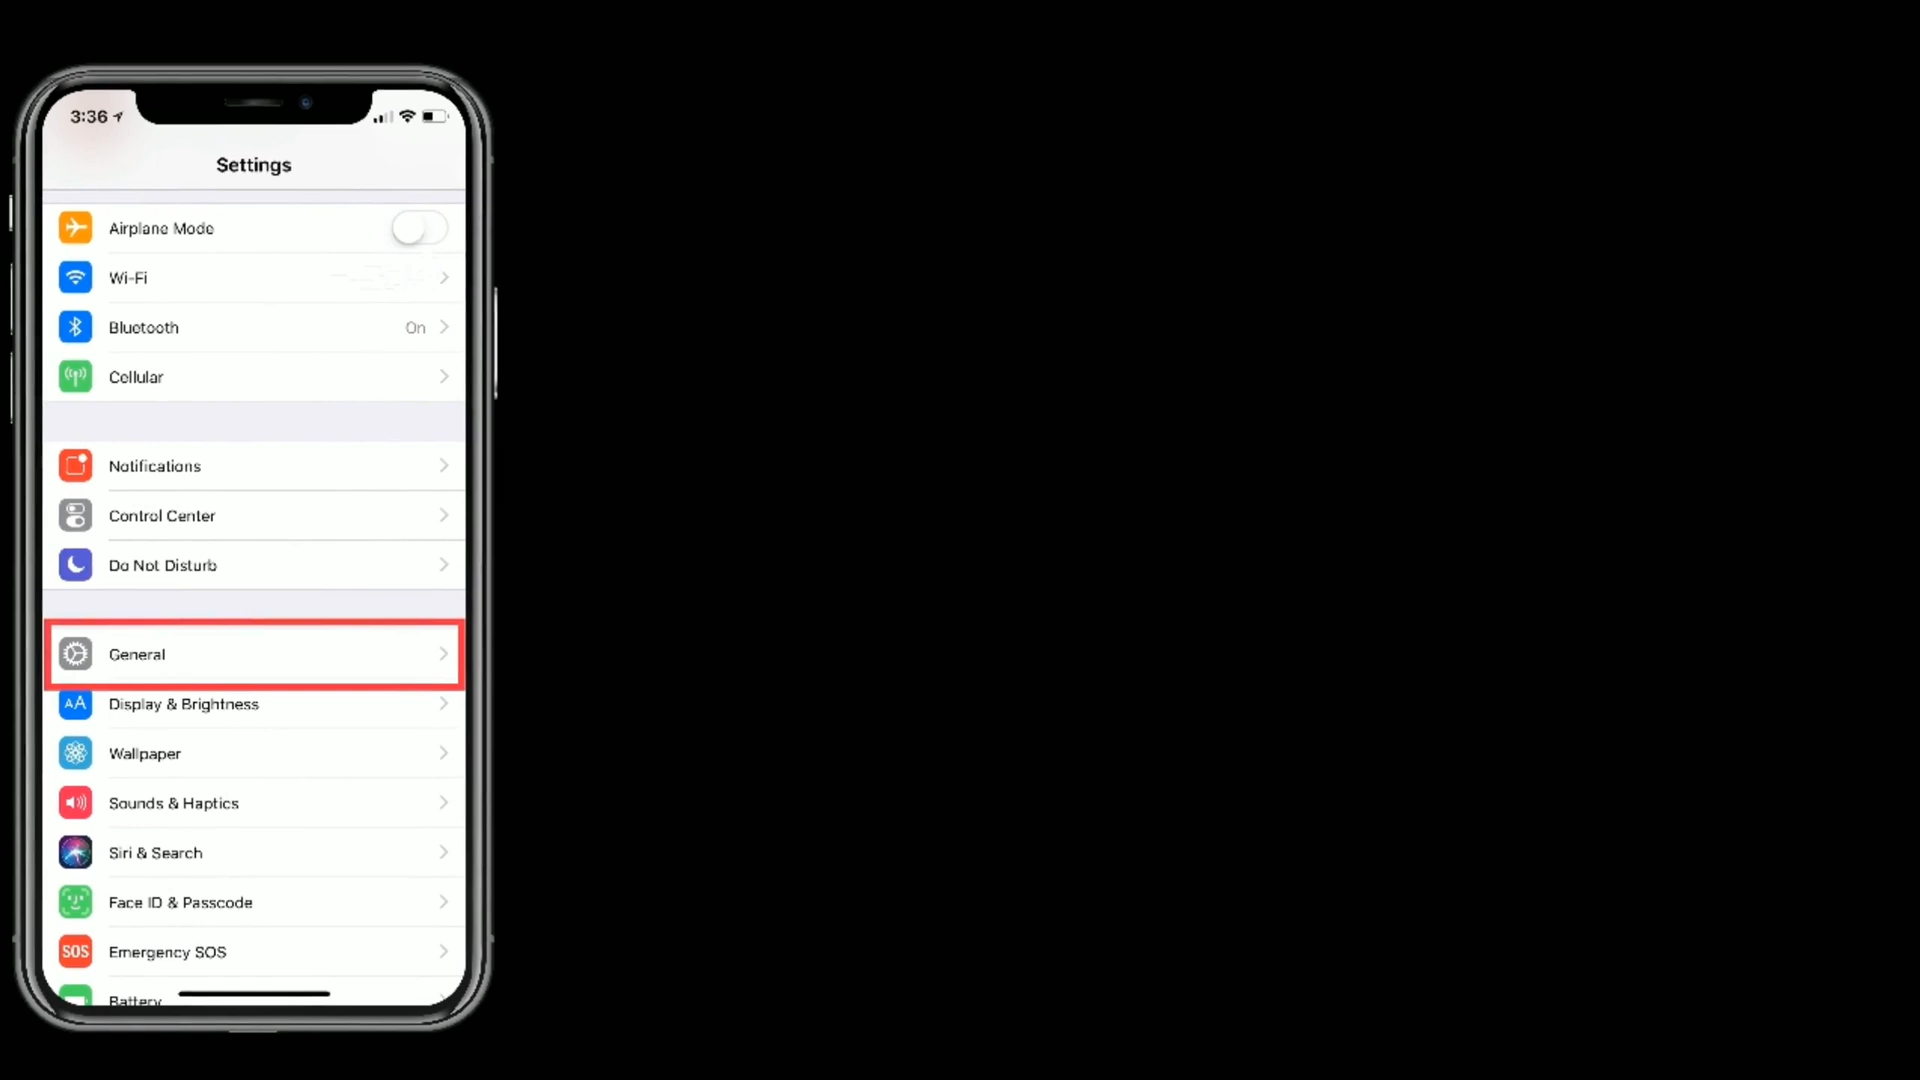 3:36
Settings
Airplane Mode
Wi-Fi
Bluetooth On
Cellular
Notifications
Control Center
Do Not Disturb
General
AA Display & Brightness
Wallpaper
Sounds & Haptics
Siri & Search
Face ID & Passcode
SOS Emergency SOS
Battery